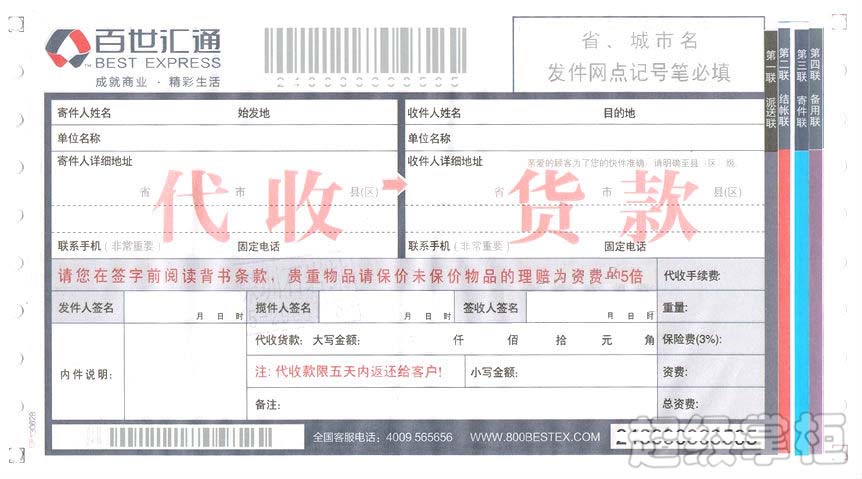 百世汇通
BEST EXPRESS
成就商业·精彩生活
省、城市名
发件网点记号笔必填
第一联 派送联
第二联 结帐联
第三联 寄件联
第四联 备用联
寄件人姓名 始发地
收件人姓名 目的地
单位名称
单位名称
寄件人详细地址
收件人详细地址 亲爱的顾客为了您的快件准确,请明确至县(区)级
省 市 县(区)
省 市 县(区)
代收货款
联系手机(非常重要) 固定电话
联系手机(非常重要) 固定电话
请您在签字前阅读背书条款,贵重物品请保价未保价物品的理赔为资费的5倍
代收手续费:
发件人签名 月 日 时
揽件人签名 月 日 时
签收人签名 月 日 时
重量:
内件说明:
代收货款:大写金额: 仟 佰 拾 元 角
保险费(3%):
注:代收款限五天内返还给客户!
小写金额:
资费:
备注:
总资费:
全国客服电话:4009 565656 WWW.800BESTEX.COM
超级掌柜